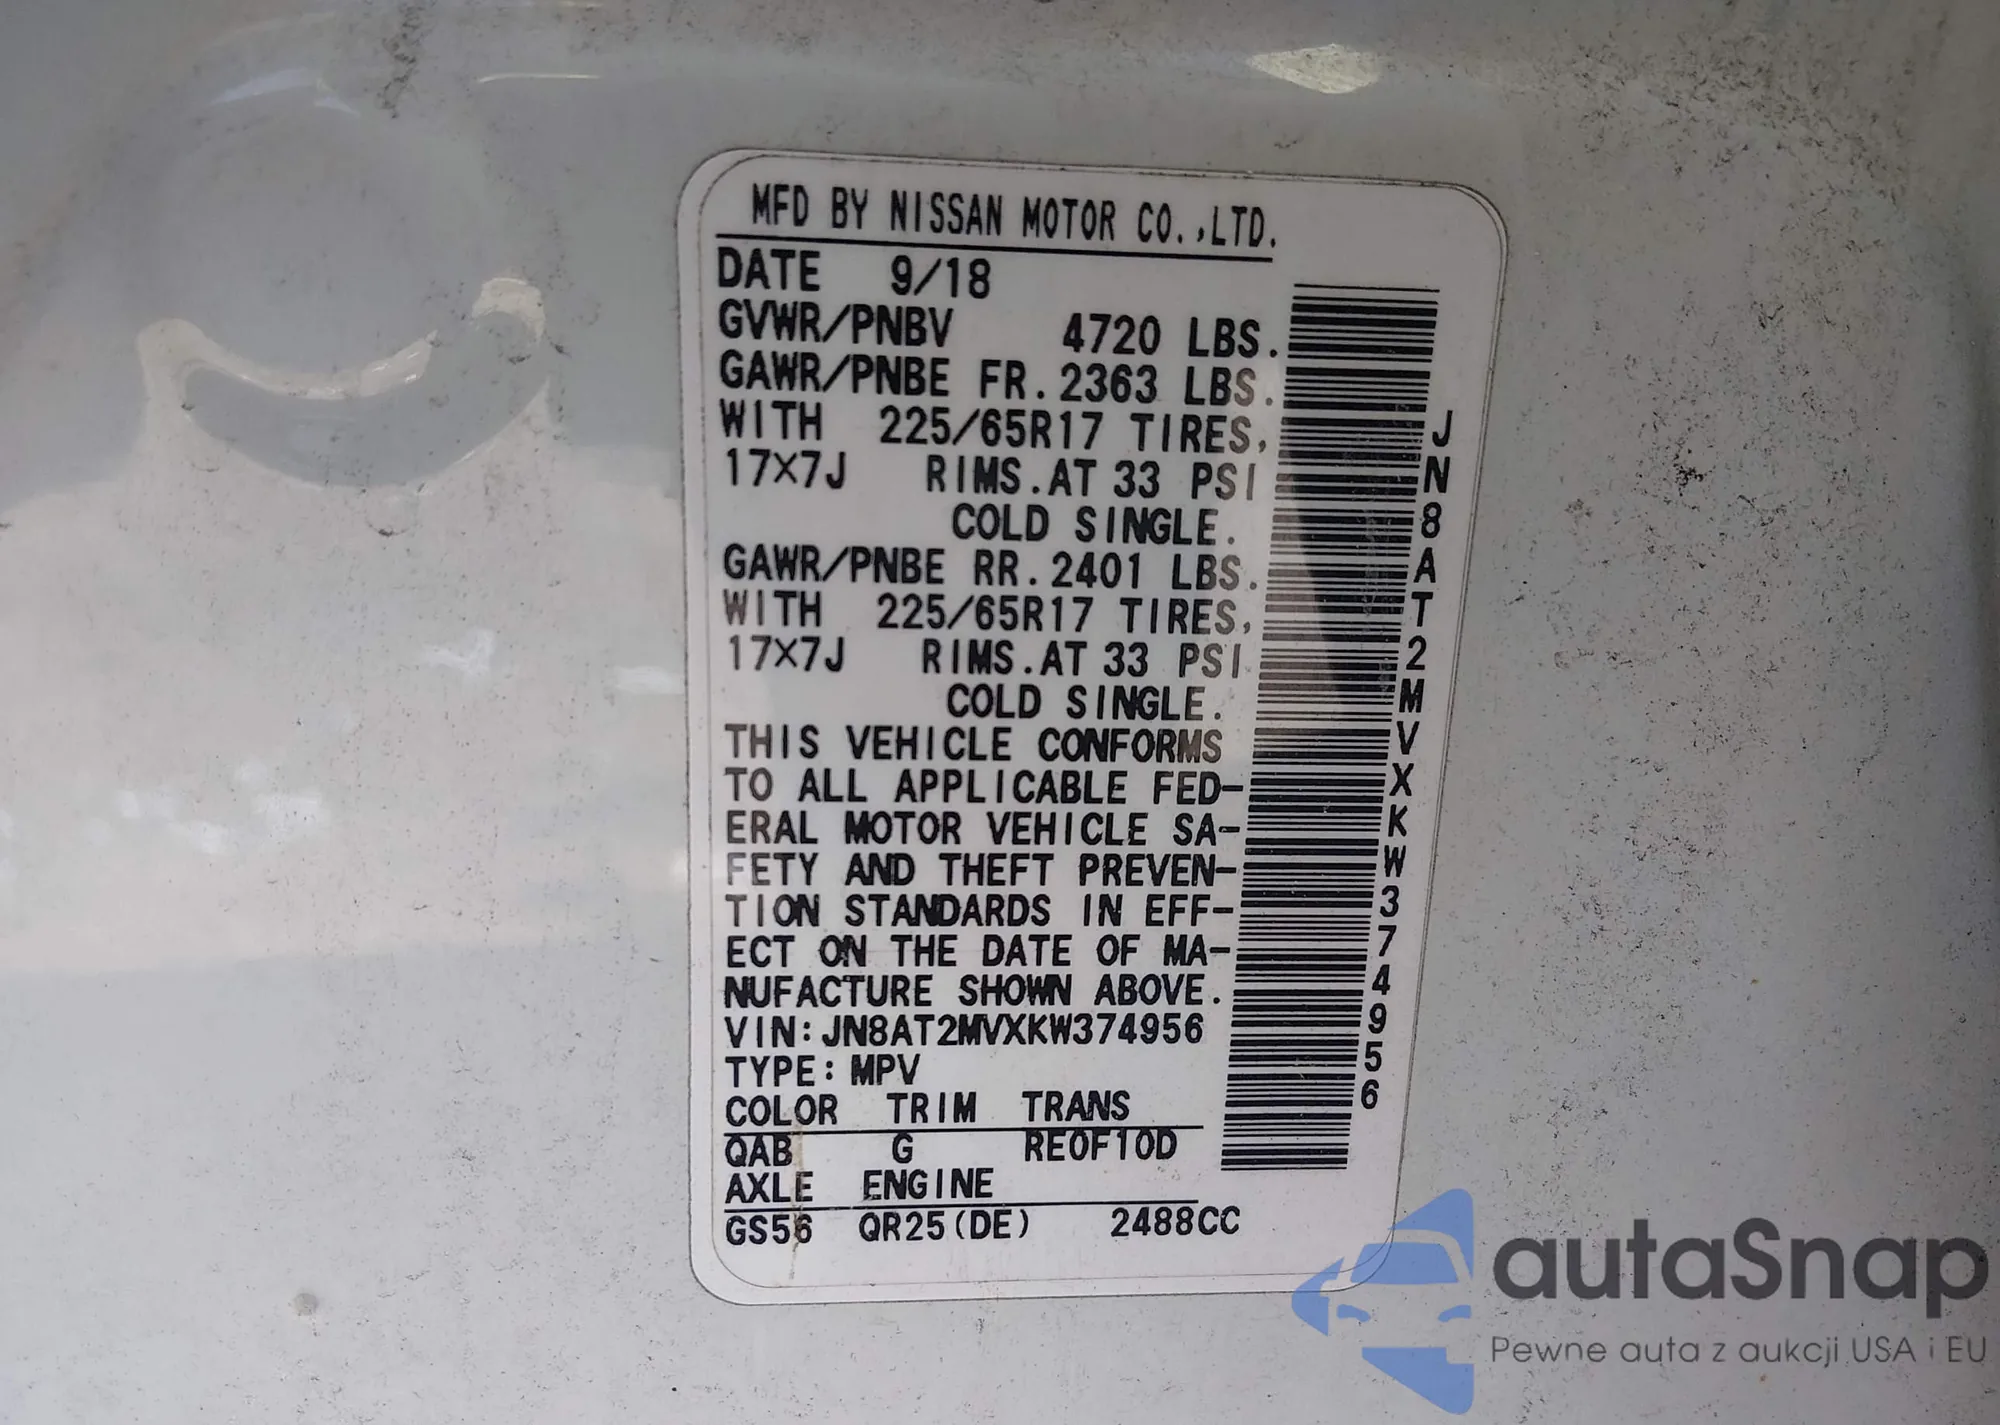 MFD BY NISSAN MOTOR CO.,LTD.
DATE 9/18
GVWR/PNBV 4720 LBS.
GAWR/PNBE FR.2363 LBS.
WITH 225/65R17 TIRES,
17X7J RIMS.AT 33 PSI
COLD SINGLE.
GAWR/PNBE RR.2401 LBS.
WITH 225/65R17 TIRES,
17X7J RIMS.AT 33 PSI
COLD SINGLE.
THIS VEHICLE CONFORMS
TO ALL APPLICABLE FED-
ERAL MOTOR VEHICLE SA-
FETY AND THEFT PREVEN-
TION STANDARDS IN EFF-
ECT ON THE DATE OF MA-
NUFACTURE SHOWN ABOVE.
VIN:JN8AT2MVXKW374956
TYPE:MPV
COLOR TRIM TRANS
QAB G RE0F10D
AXLE ENGINE
GS56 QR25(DE) 2488CC
JN8AT2MVXKW374956
autaSnap
Pewne auta z aukcji USA i EU